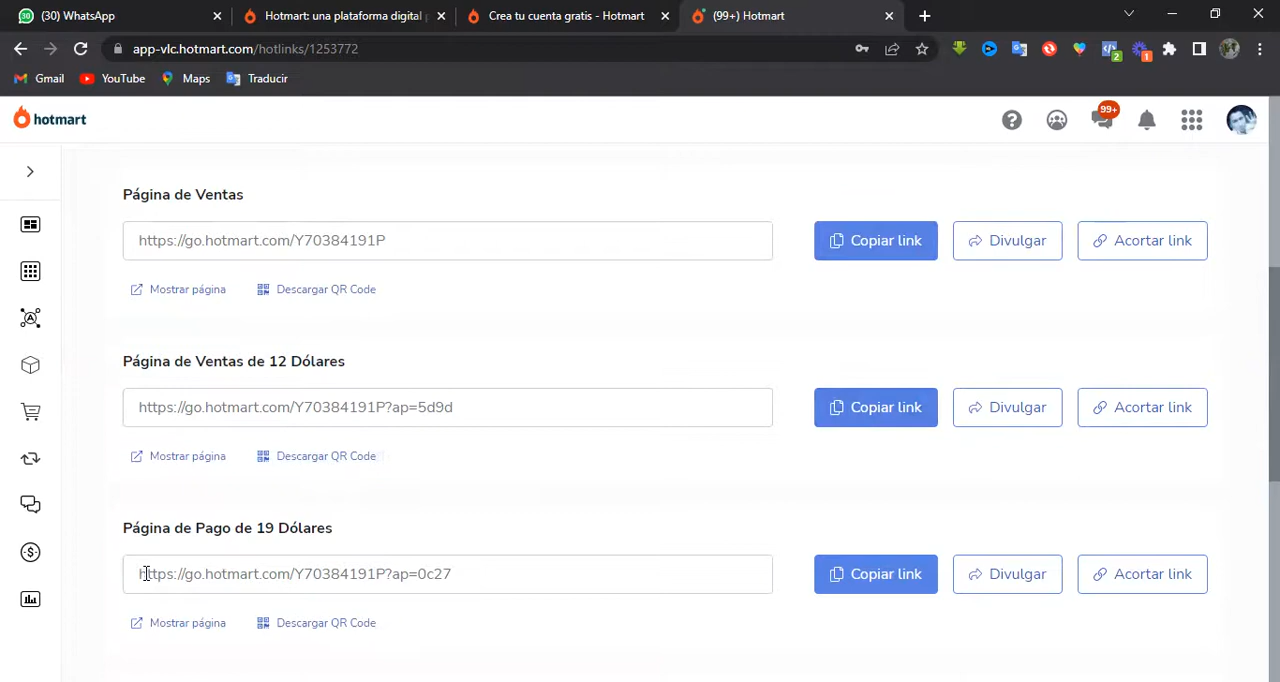 (30) WhatsApp
Hotmart: una plataforma digital
Crea tu cuenta gratis - Hotmart
(99+) Hotmart
app-vlc.hotmart.com/hotlinks/1253772
2
1
Gmail
YouTube
Maps
Traducir
hotmart
99+
Página de Ventas
https://go.hotmart.com/Y70384191P
Copiar link
Divulgar
Acortar link
Mostrar página
Descargar QR Code
Página de Ventas de 12 Dólares
https://go.hotmart.com/Y70384191P?ap=5d9d
Copiar link
Divulgar
Acortar link
Mostrar página
Descargar QR Code
Página de Pago de 19 Dólares
https://go.hotmart.com/Y70384191P?ap=0c27
Copiar link
Divulgar
Acortar link
Mostrar página
Descargar QR Code